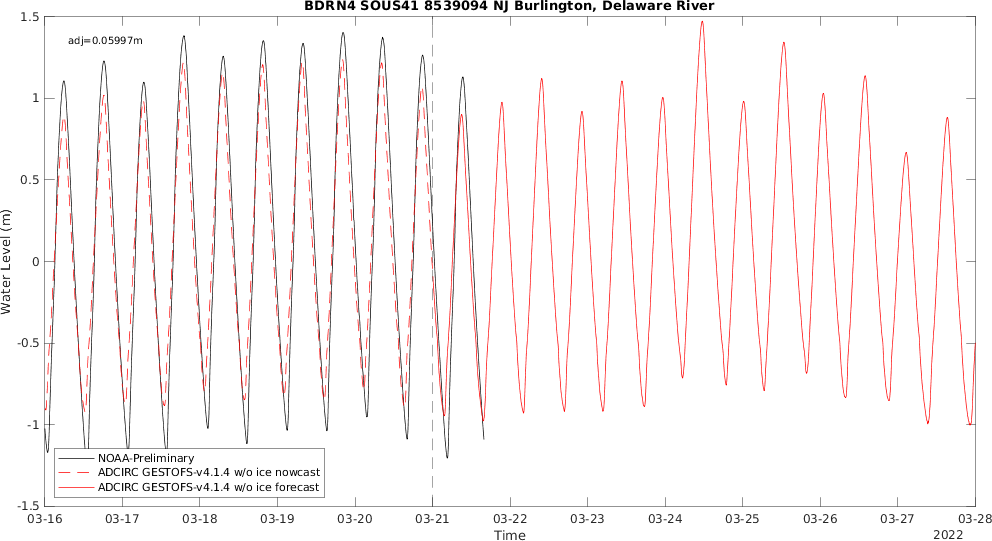 BDRN4 SOUS41 8539094 NJ Burlington, Delaware River
adj=0.05997m
Water Level (m)
1.5
1
0.5
0
-0.5
-1
-1.5
NOAA-Preliminary
ADCIRC GESTOFS-v4.1.4 w/o ice nowcast
ADCIRC GESTOFS-v4.1.4 w/o ice forecast
03-16 03-17 03-18 03-19 03-20 03-21 03-22 03-23 03-24 03-25 03-26 03-27 03-28
Time
2022